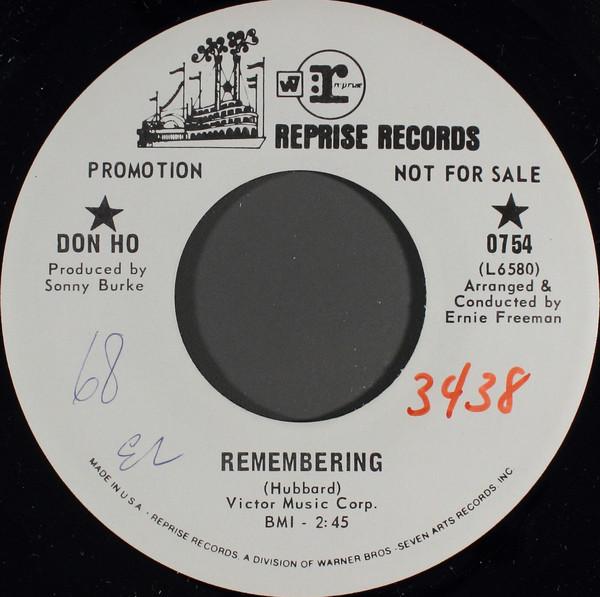 W
r
reprise
REPRISE RECORDS
PROMOTION
NOT FOR SALE
DON HO
Produced by
Sonny Burke
0754
(L6580)
Arranged &
Conducted by
Ernie Freeman
68
3438
REMEMBERING
(Hubbard)
Victor Music Corp.
BMI - 2:45
MADE IN U.S.A. - REPRISE RECORDS, A DIVISION OF WARNER BROS.-SEVEN ARTS RECORDS, INC.